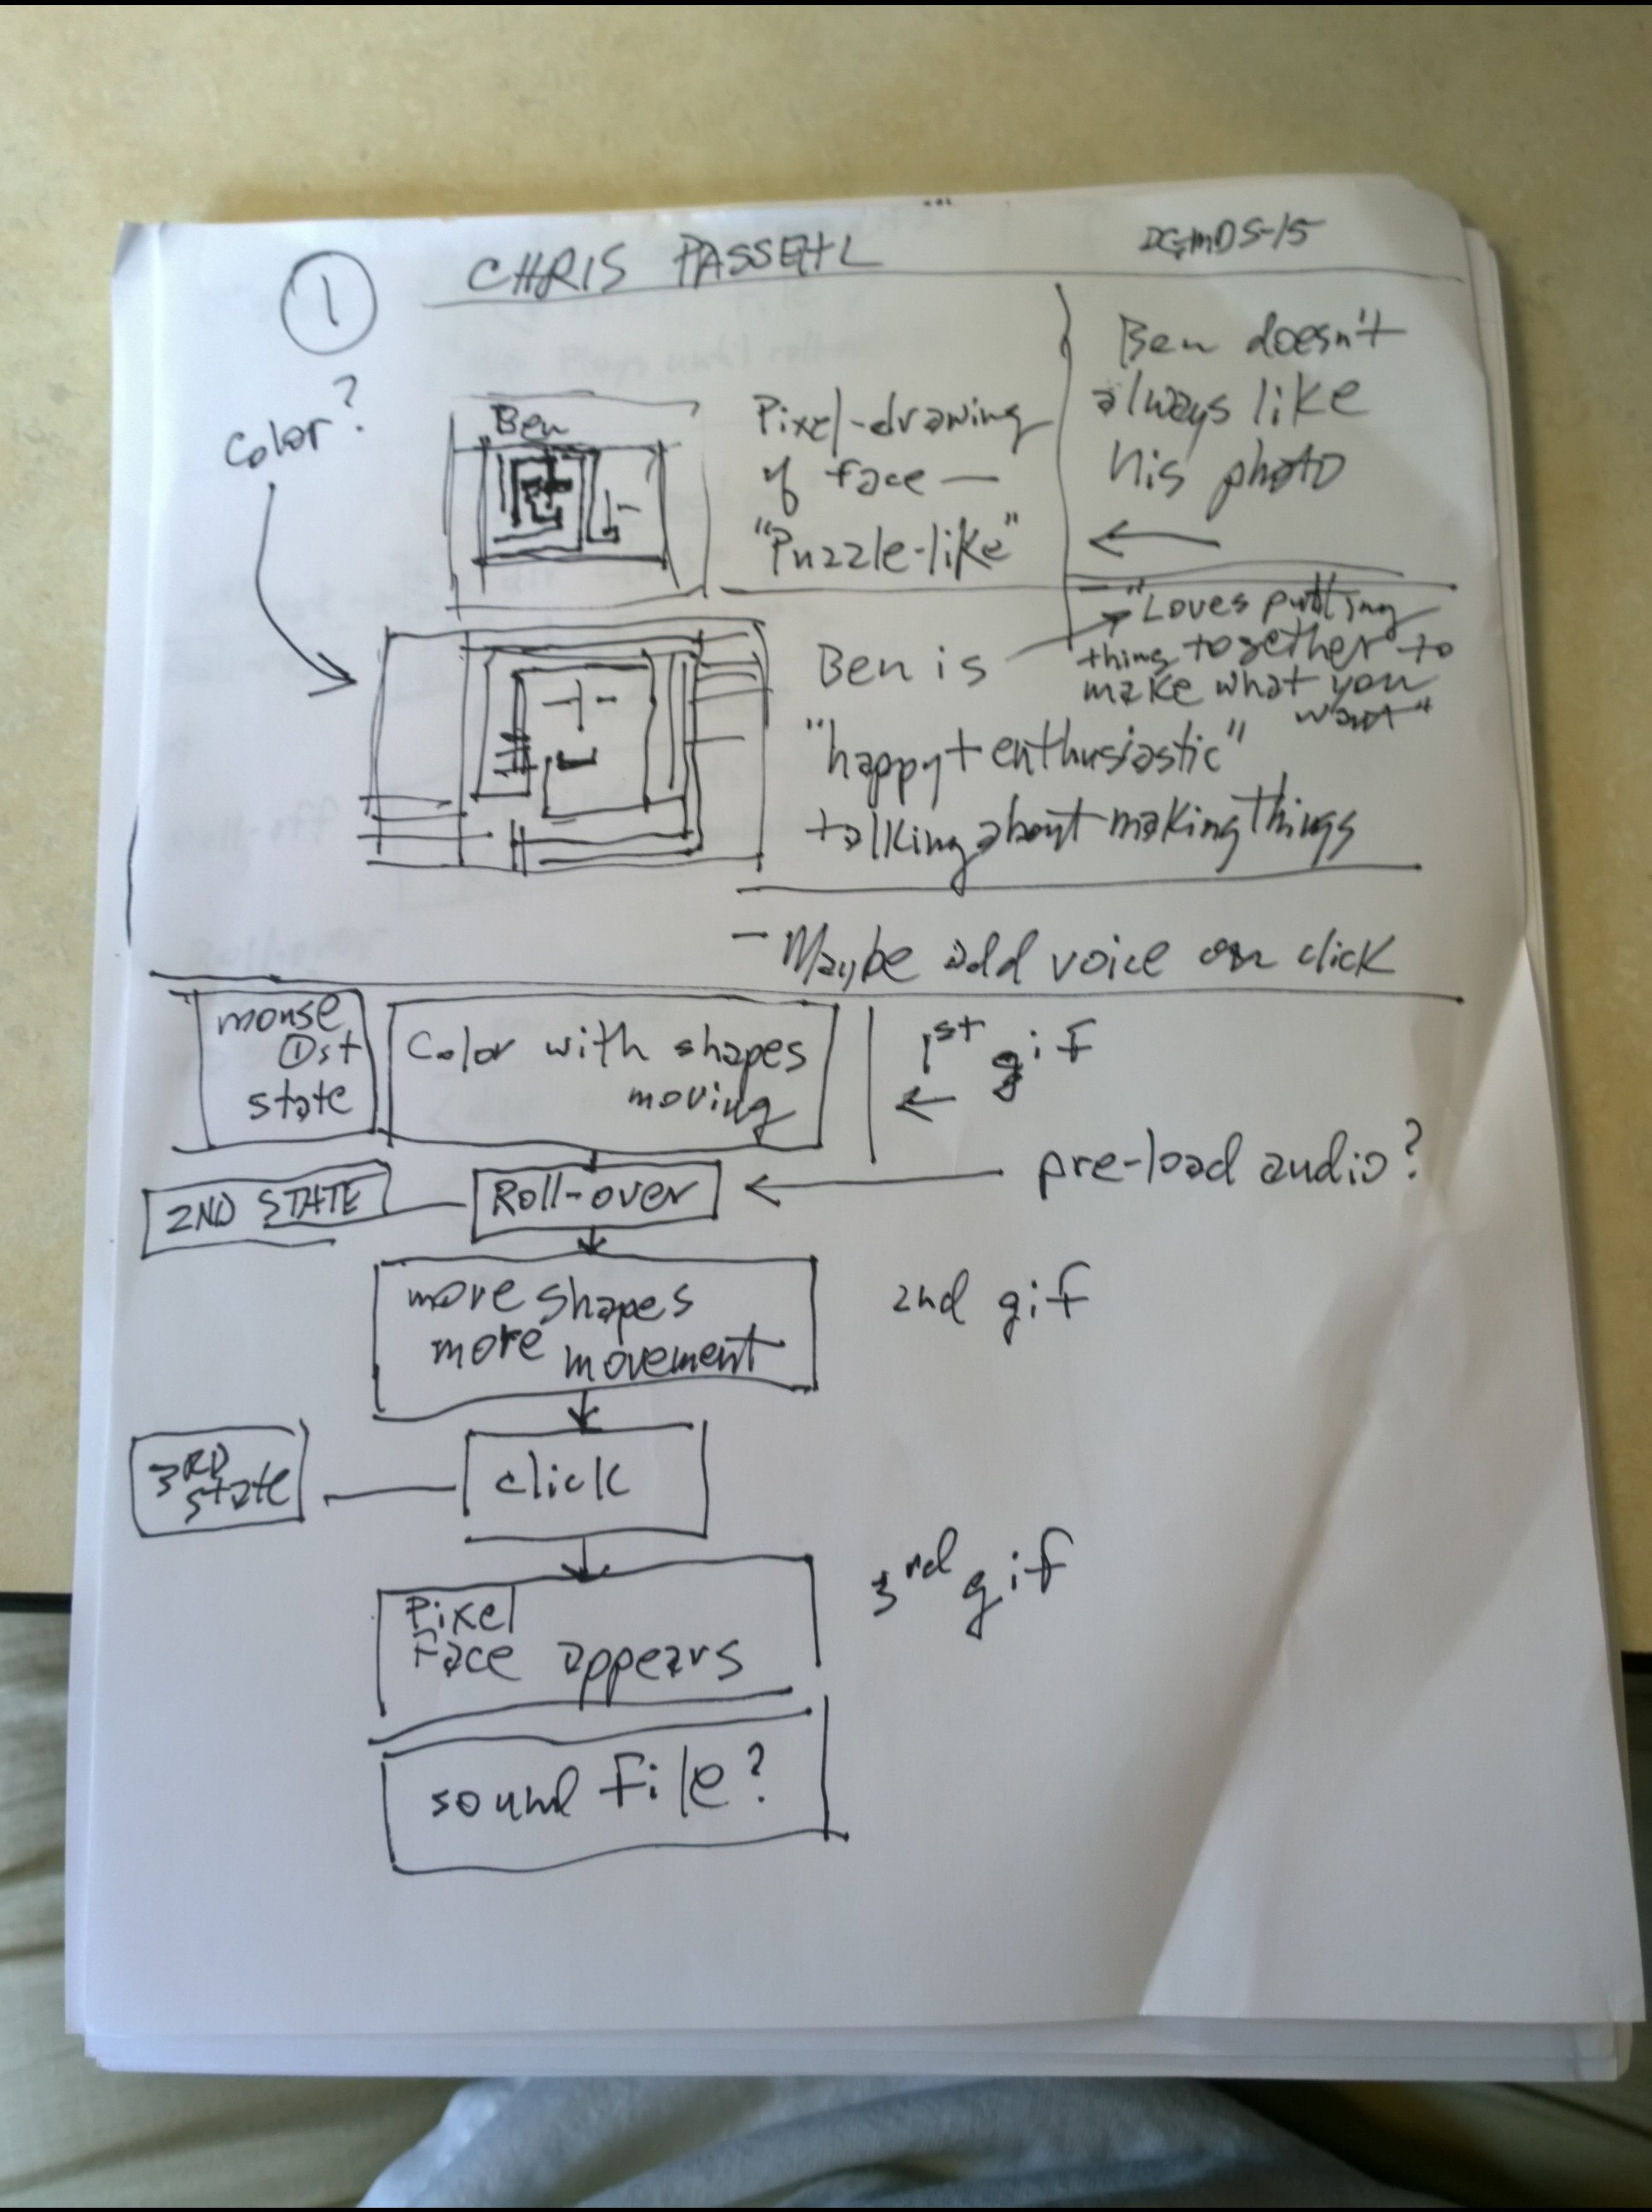 1
CHRIS PASSEHL
DGMDS-15
Color?
Ben
Pixel-drawing
of face —
"Puzzle-like"
Ben doesn't
always like
his photo
Ben is
"Loves putting
thing together to
make what you
want"
"happy + enthusiastic"
talking about making things
- Maybe add voice on click
mouse
1st
state
Color with shapes
moving
1st gif
2ND STATE
Roll-over
pre-load audio?
more shapes
more movement
2nd gif
3RD
state
click
Pixel
Face appears
3rd gif
sound file?